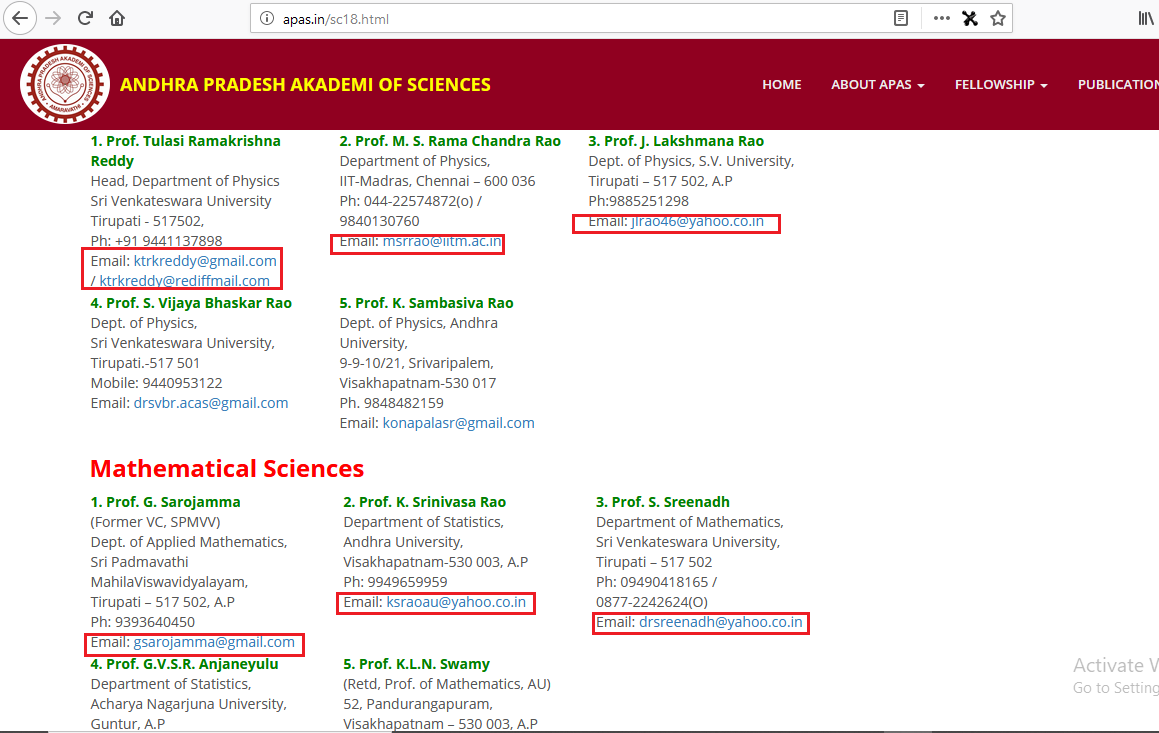 apas.in/sc18.html
ANDHRA PRADESH AKADEMI OF SCIENCES
HOME
ABOUT APAS
FELLOWSHIP
PUBLICATION
1. Prof. Tulasi Ramakrishna
Reddy
Head, Department of Physics
Sri Venkateswara University
Tirupati - 517502,
Ph: +91 9441137898
Email: ktrkreddy@gmail.com
/ ktrkreddy@rediffmail.com
2. Prof. M. S. Rama Chandra Rao
Department of Physics,
IIT-Madras, Chennai – 600 036
Ph: 044-22574872(o) /
9840130760
Email: msrrao@iitm.ac.in
3. Prof. J. Lakshmana Rao
Dept. of Physics, S.V. University,
Tirupati – 517 502, A.P
Ph:9885251298
Email: jlrao46@yahoo.co.in
4. Prof. S. Vijaya Bhaskar Rao
Dept. of Physics,
Sri Venkateswara University,
Tirupati.-517 501
Mobile: 9440953122
Email: drsvbr.acas@gmail.com
5. Prof. K. Sambasiva Rao
Dept. of Physics, Andhra
University,
9-9-10/21, Srivaripalem,
Visakhapatnam-530 017
Ph. 9848482159
Email: konapalasr@gmail.com
Mathematical Sciences
1. Prof. G. Sarojamma
(Former VC, SPMVV)
Dept. of Applied Mathematics,
Sri Padmavathi
MahilaViswavidyalayam,
Tirupati – 517 502, A.P
Ph: 9393640450
Email: gsarojamma@gmail.com
2. Prof. K. Srinivasa Rao
Department of Statistics,
Andhra University,
Visakhapatnam-530 003, A.P
Ph: 9949659959
Email: ksraoau@yahoo.co.in
3. Prof. S. Sreenadh
Department of Mathematics,
Sri Venkateswara University,
Tirupati – 517 502
Ph: 09490418165 /
0877-2242624(O)
Email: drsreenadh@yahoo.co.in
4. Prof. G.V.S.R. Anjaneyulu
Department of Statistics,
Acharya Nagarjuna University,
Guntur, A.P
5. Prof. K.L.N. Swamy
(Retd, Prof. of Mathematics, AU)
52, Pandurangapuram,
Visakhapatnam – 530 003, A.P
Activate W
Go to Setting